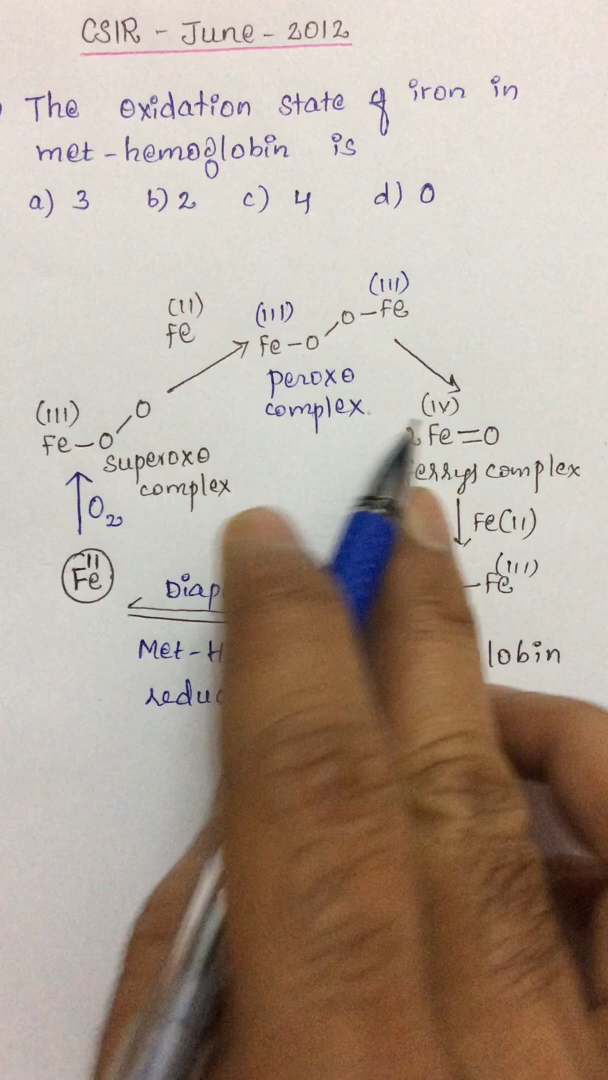 CSIR - June - 2012
The oxidation state of iron in
met-hemoglobin is
a) 3 b) 2 c) 4 d) 0
(II)
Fe
(III)
Fe-O
O-Fe
(III)
peroxo
complex.
(III)
Fe-O
O
superoxo
complex
O2
II
Fe
(IV)
Fe=O
complex
Fe(II)
-Fe
(III)
Met-H
lobin